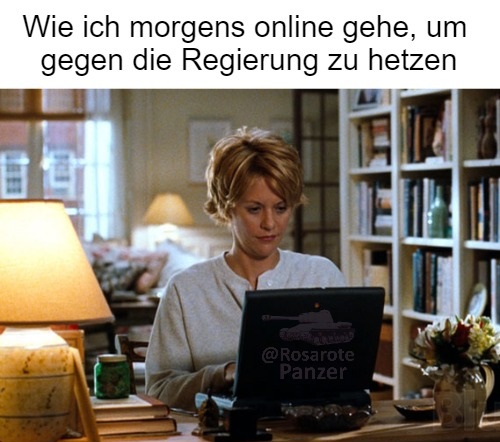 Wie ich morgens online gehe, um
gegen die Regierung zu hetzen
@Rosarote
Panzer